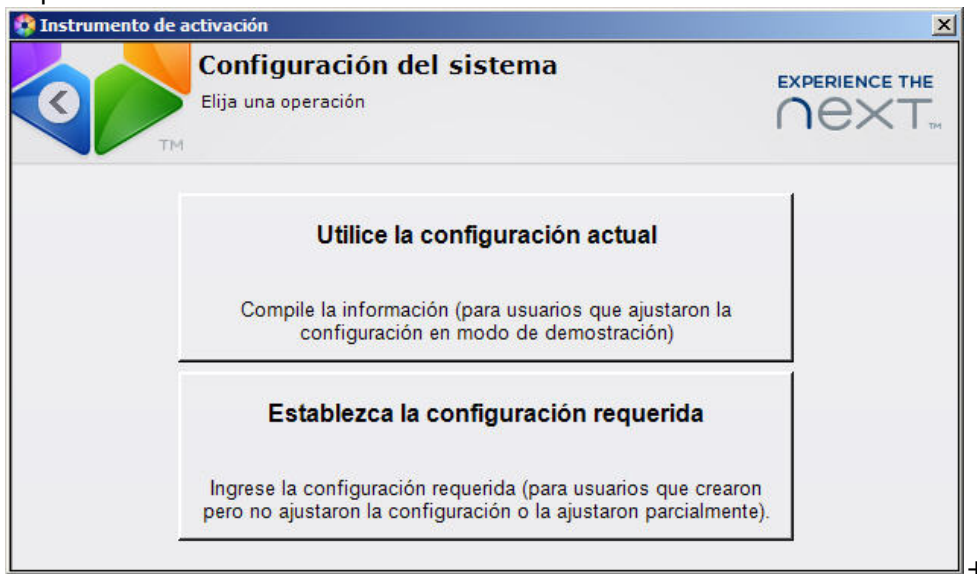 Instrumento de activación
Configuración del sistema
Elija una operación
EXPERIENCE THE
next™
TM
Utilice la configuración actual
Compile la información (para usuarios que ajustaron la
configuración en modo de demostración)
Establezca la configuración requerida
Ingrese la configuración requerida (para usuarios que crearon
pero no ajustaron la configuración o la ajustaron parcialmente).